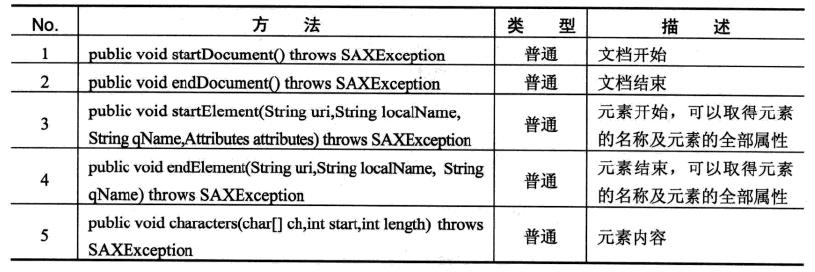 No. 方 法 类 型 描 述
1 public void startDocument() throws SAXException 普通 文档开始
2 public void endDocument() throws SAXException 普通 文档结束
3 public void startElement(String uri,String localName, String qName,Attributes attributes) throws SAXException 普通 元素开始，可以取得元素的名称及元素的全部属性
4 public void endElement(String uri,String localName, String qName) throws SAXException 普通 元素结束，可以取得元素的名称及元素的全部属性
5 public void characters(char[] ch,int start,int length) throws SAXException 普通 元素内容